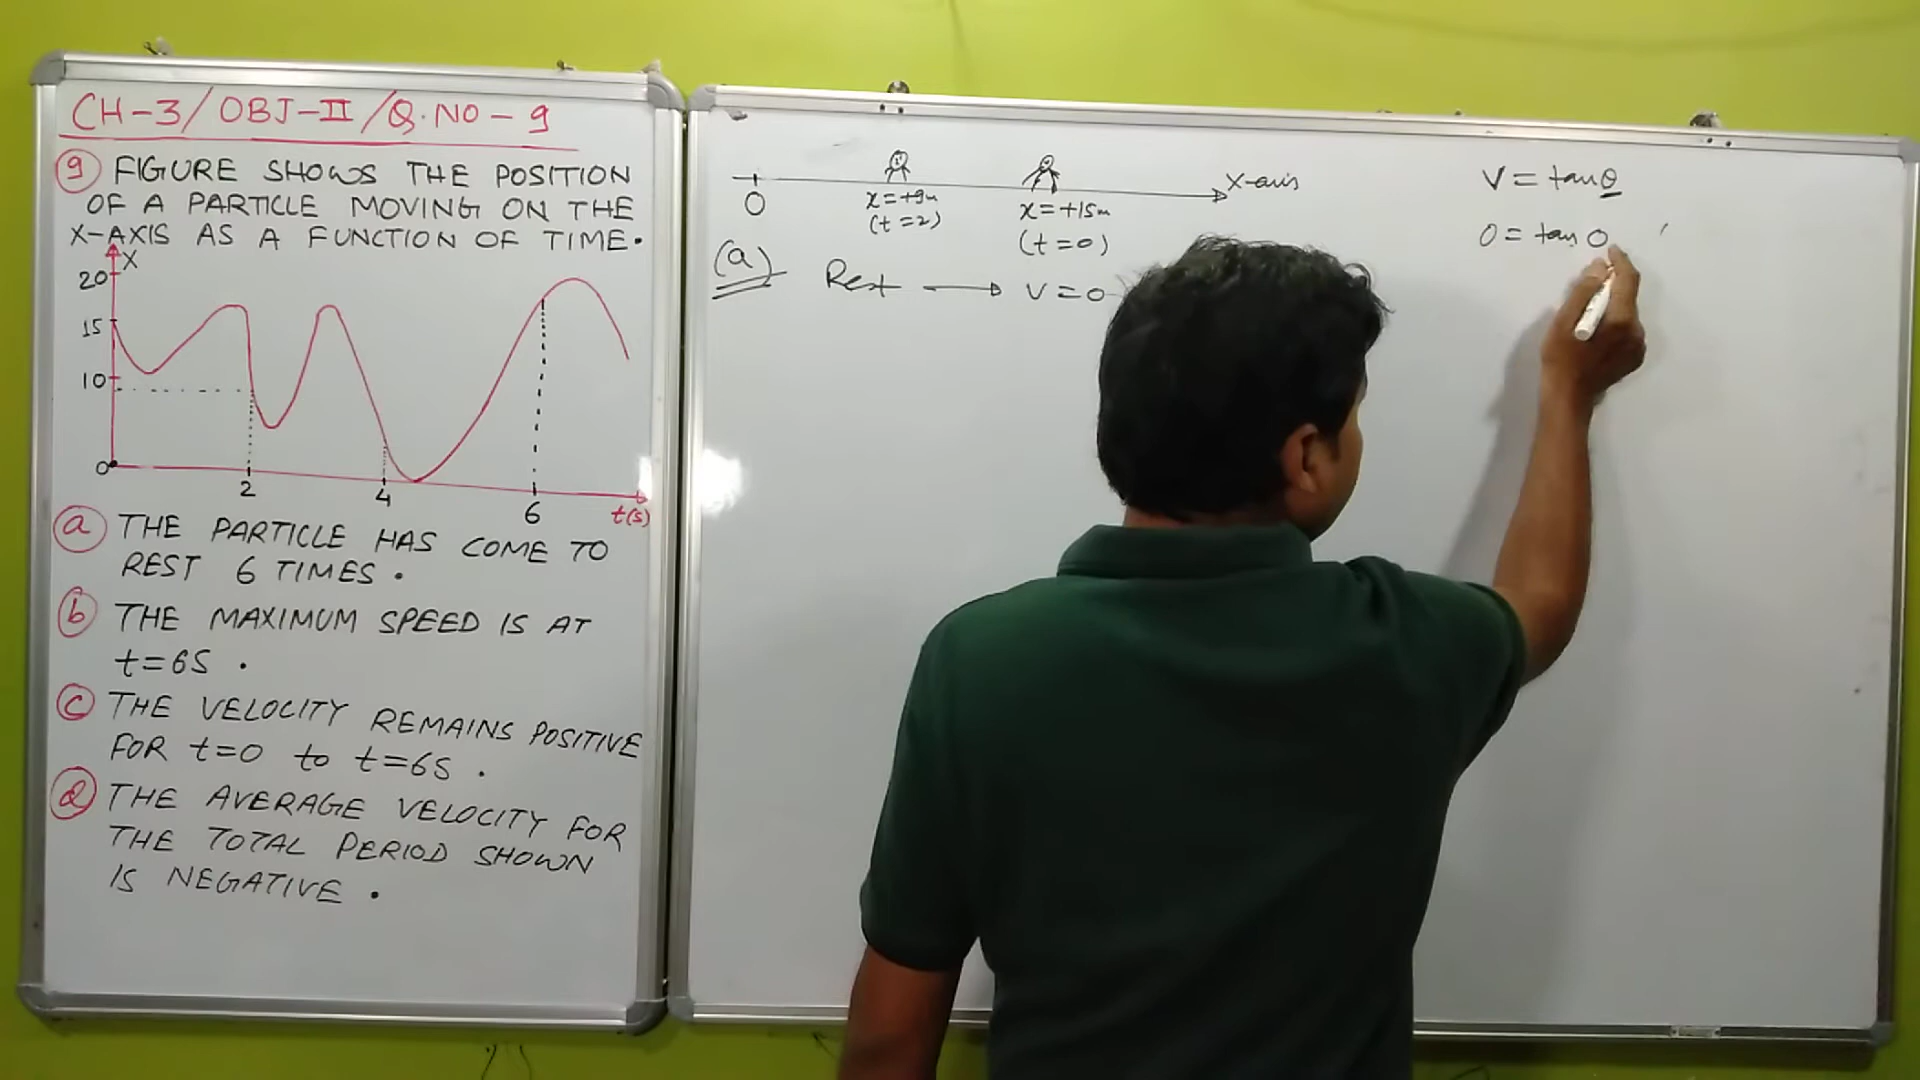 CH-3/OBJ-II/Q.NO-9
9 FIGURE SHOWS THE POSITION
OF A PARTICLE MOVING ON THE
X-AXIS AS A FUNCTION OF TIME.
X
20
15
10
0
2
4
6
t(s)
a THE PARTICLE HAS COME TO
REST 6 TIMES.
b THE MAXIMUM SPEED IS AT
t=6S.
c THE VELOCITY REMAINS POSITIVE
FOR t=0 to t=6S.
d THE AVERAGE VELOCITY FOR
THE TOTAL PERIOD SHOWN
IS NEGATIVE.
0
x=+9m
(t=2)
x=+15m
(t=0)
X-axis
(a) Rest → v=0
V = tanθ
0 = tan 0